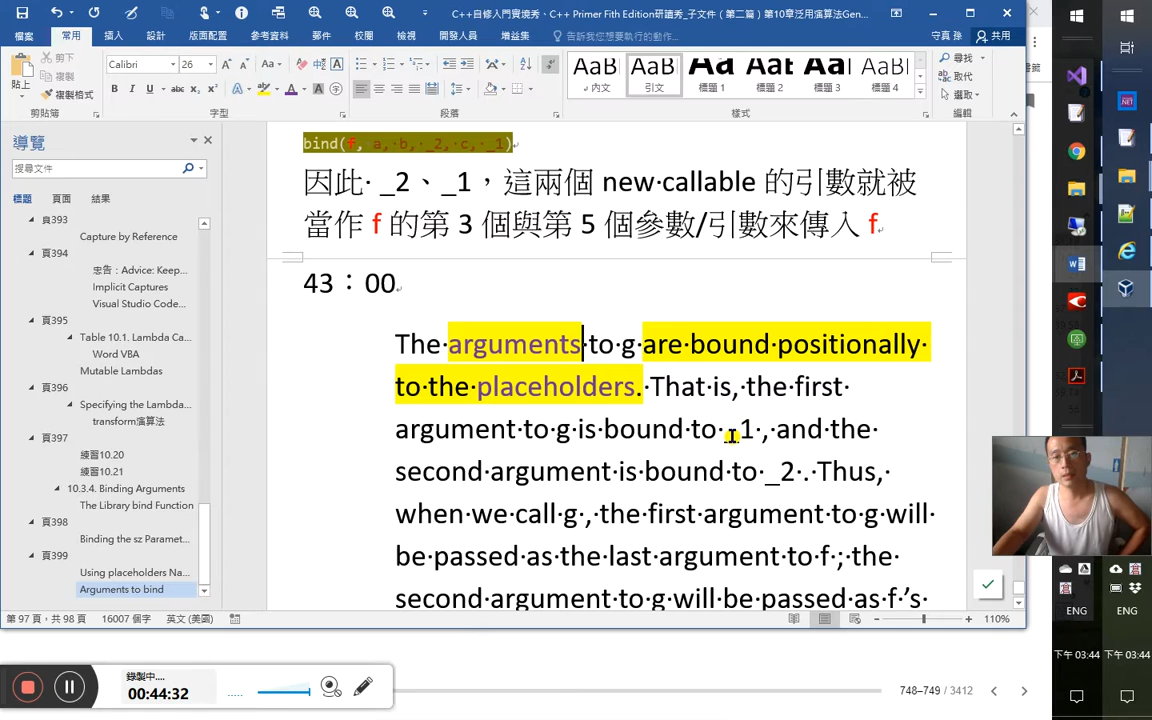 C++自修入門實境秀、C++ Primer Fith Edition研讀秀_子文件（第二篇）第10章泛用演算法Gen...
檔案 常用 插入 設計 版面配置 參考資料 郵件 校閱 檢視 開發人員 增益集 告訴我您想要執行的動作... 守真 孫 共用
貼上 剪下 複製 複製格式
Calibri 26
AaB AaBb Aa AaB AaB AaBb
內文 引文 標題 1 標題 2 標題 3 標題 4
尋找 取代 選取
剪貼簿 字型 段落 樣式 編輯
導覽
搜尋文件
標題 頁面 結果
頁393
Capture by Reference
頁394
忠告：Advice: Keep...
Implicit Captures
Visual Studio Code...
頁395
Table 10.1. Lambda Ca...
Word VBA
Mutable Lambdas
頁396
Specifying the Lambda...
transform演算法
頁397
練習10.20
練習10.21
10.3.4. Binding Arguments
The Library bind Function
頁398
Binding the sz Paramet...
頁399
Using placeholders Na...
Arguments to bind
bind(f, a, b, _2, c, _1)
因此 _2、_1，這兩個 new callable 的引數就被
當作 f 的第 3 個與第 5 個參數/引數來傳入 f
43：00
The arguments to g are bound positionally
to the placeholders. That is, the first
argument to g is bound to _1 , and the
second argument is bound to _2 . Thus,
when we call g , the first argument to g will
be passed as the last argument to f ; the
second argument to g will be passed as f 's
第 97 頁，共 98 頁 16007 個字 英文 (美國) 110%
錄製中...
00:44:32
748–749 / 3412
ENG ENG
下午 03:44 下午 03:44